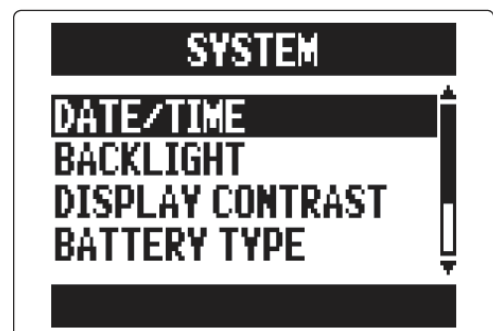 SYSTEM
DATE/TIME
BACKLIGHT
DISPLAY CONTRAST
BATTERY TYPE